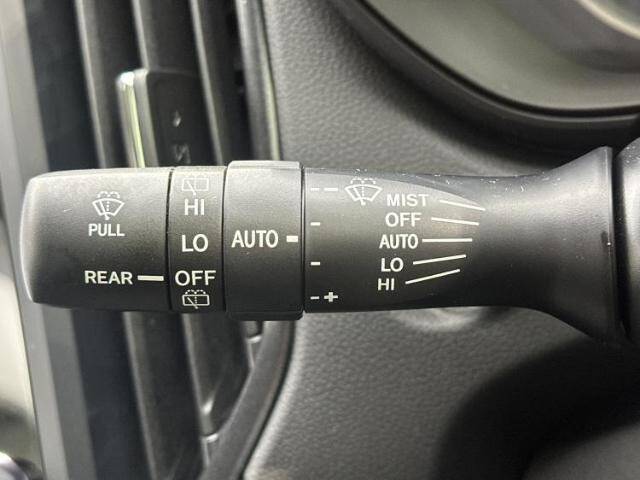 PULL
REAR
HI
LO
OFF
AUTO
-
-
-
- +
MIST
OFF
AUTO
LO
HI